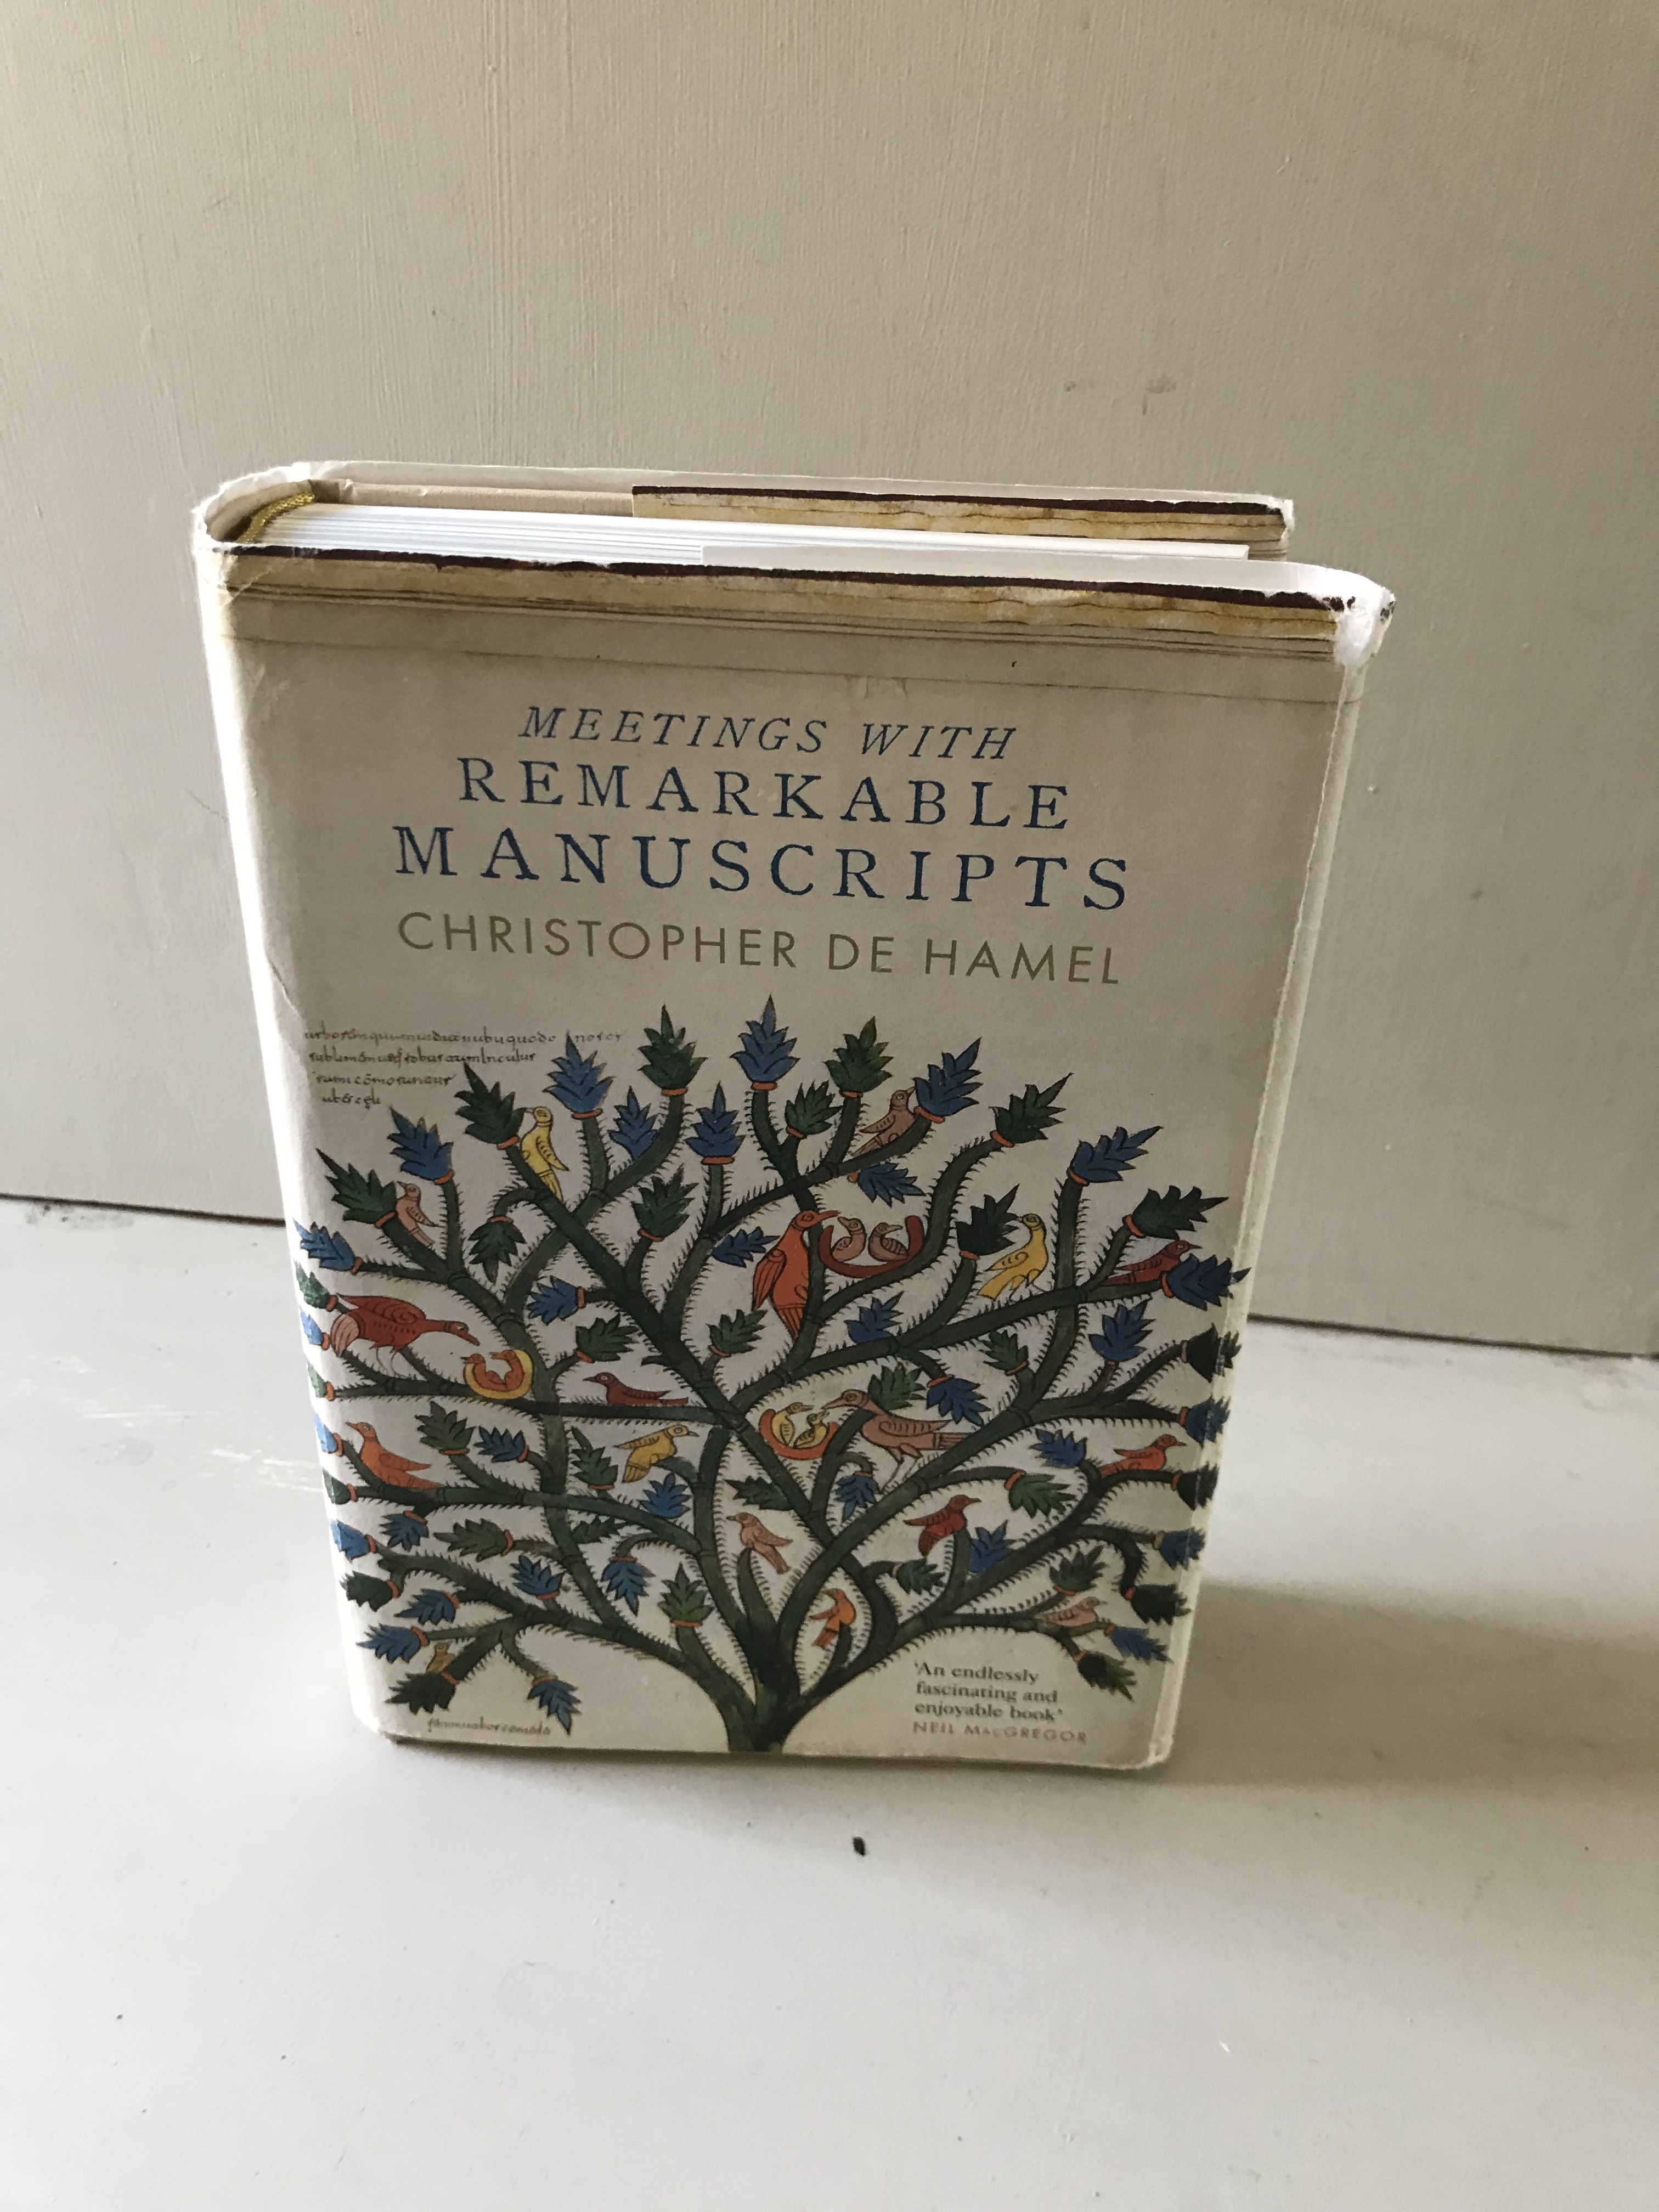 MEETINGS WITH
REMARKABLE
MANUSCRIPTS
CHRISTOPHER DE HAMEL
'An endlessly
fascinating and
enjoyable book'
NEIL MACGREGOR